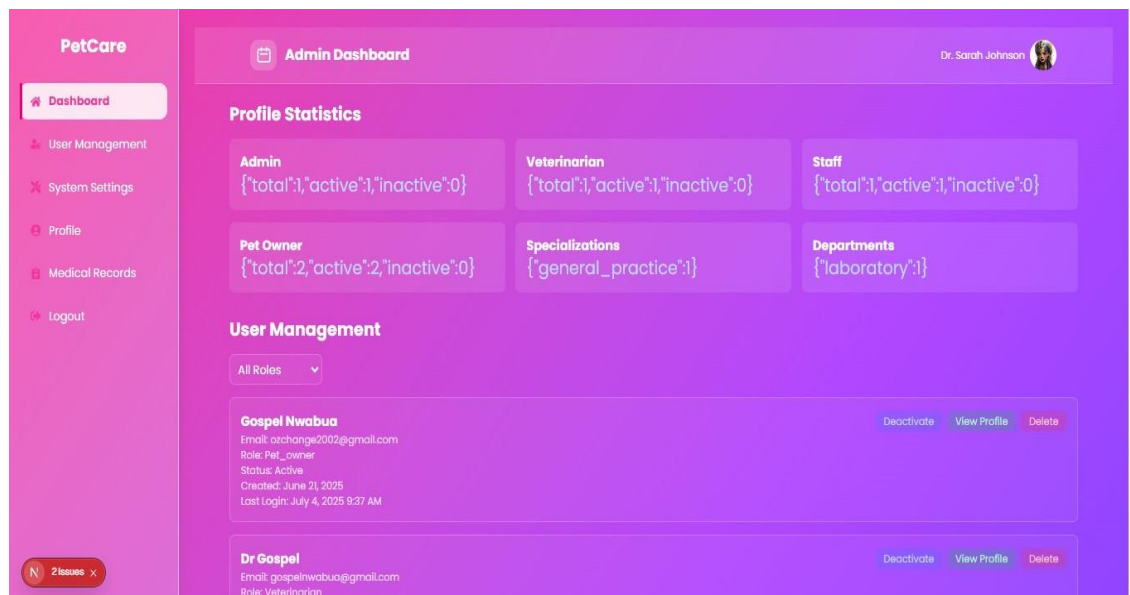 PetCare
Dashboard
User Management
System Settings
Profile
Medical Records
Logout
Admin Dashboard
Dr. Sarah Johnson
Profile Statistics
Admin
{"total":1,"active":1,"inactive":0}
Veterinarian
{"total":1,"active":1,"inactive":0}
Staff
{"total":1,"active":1,"inactive":0}
Pet Owner
{"total":2,"active":2,"inactive":0}
Specializations
{"general_practice":1}
Departments
{"laboratory":1}
User Management
All Roles
Gospel Nwabua
Email: ozchange2002@gmail.com
Role: Pet_owner
Status: Active
Created: June 21, 2025
Last Login: July 4, 2025 9:37 AM
Deactivate View Profile Delete
Dr Gospel
Email: gospelnwabua@gmail.com
Role: Veterinarian
Deactivate View Profile Delete
N 2 Issues X